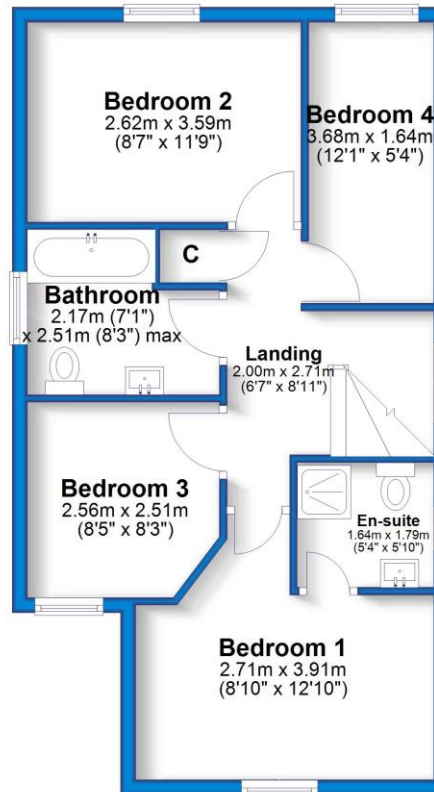 Bedroom 2
2.62m x 3.59m
(8'7" x 11'9")
Bedroom 4
3.68m x 1.64m
(12'1" x 5'4")
C
Bathroom
2.17m (7'1")
x 2.51m (8'3") max
Landing
2.00m x 2.71m
(6'7" x 8'11")
Bedroom 3
2.56m x 2.51m
(8'5" x 8'3")
En-suite
1.64m x 1.79m
(5'4" x 5'10")
Bedroom 1
2.71m x 3.91m
(8'10" x 12'10")